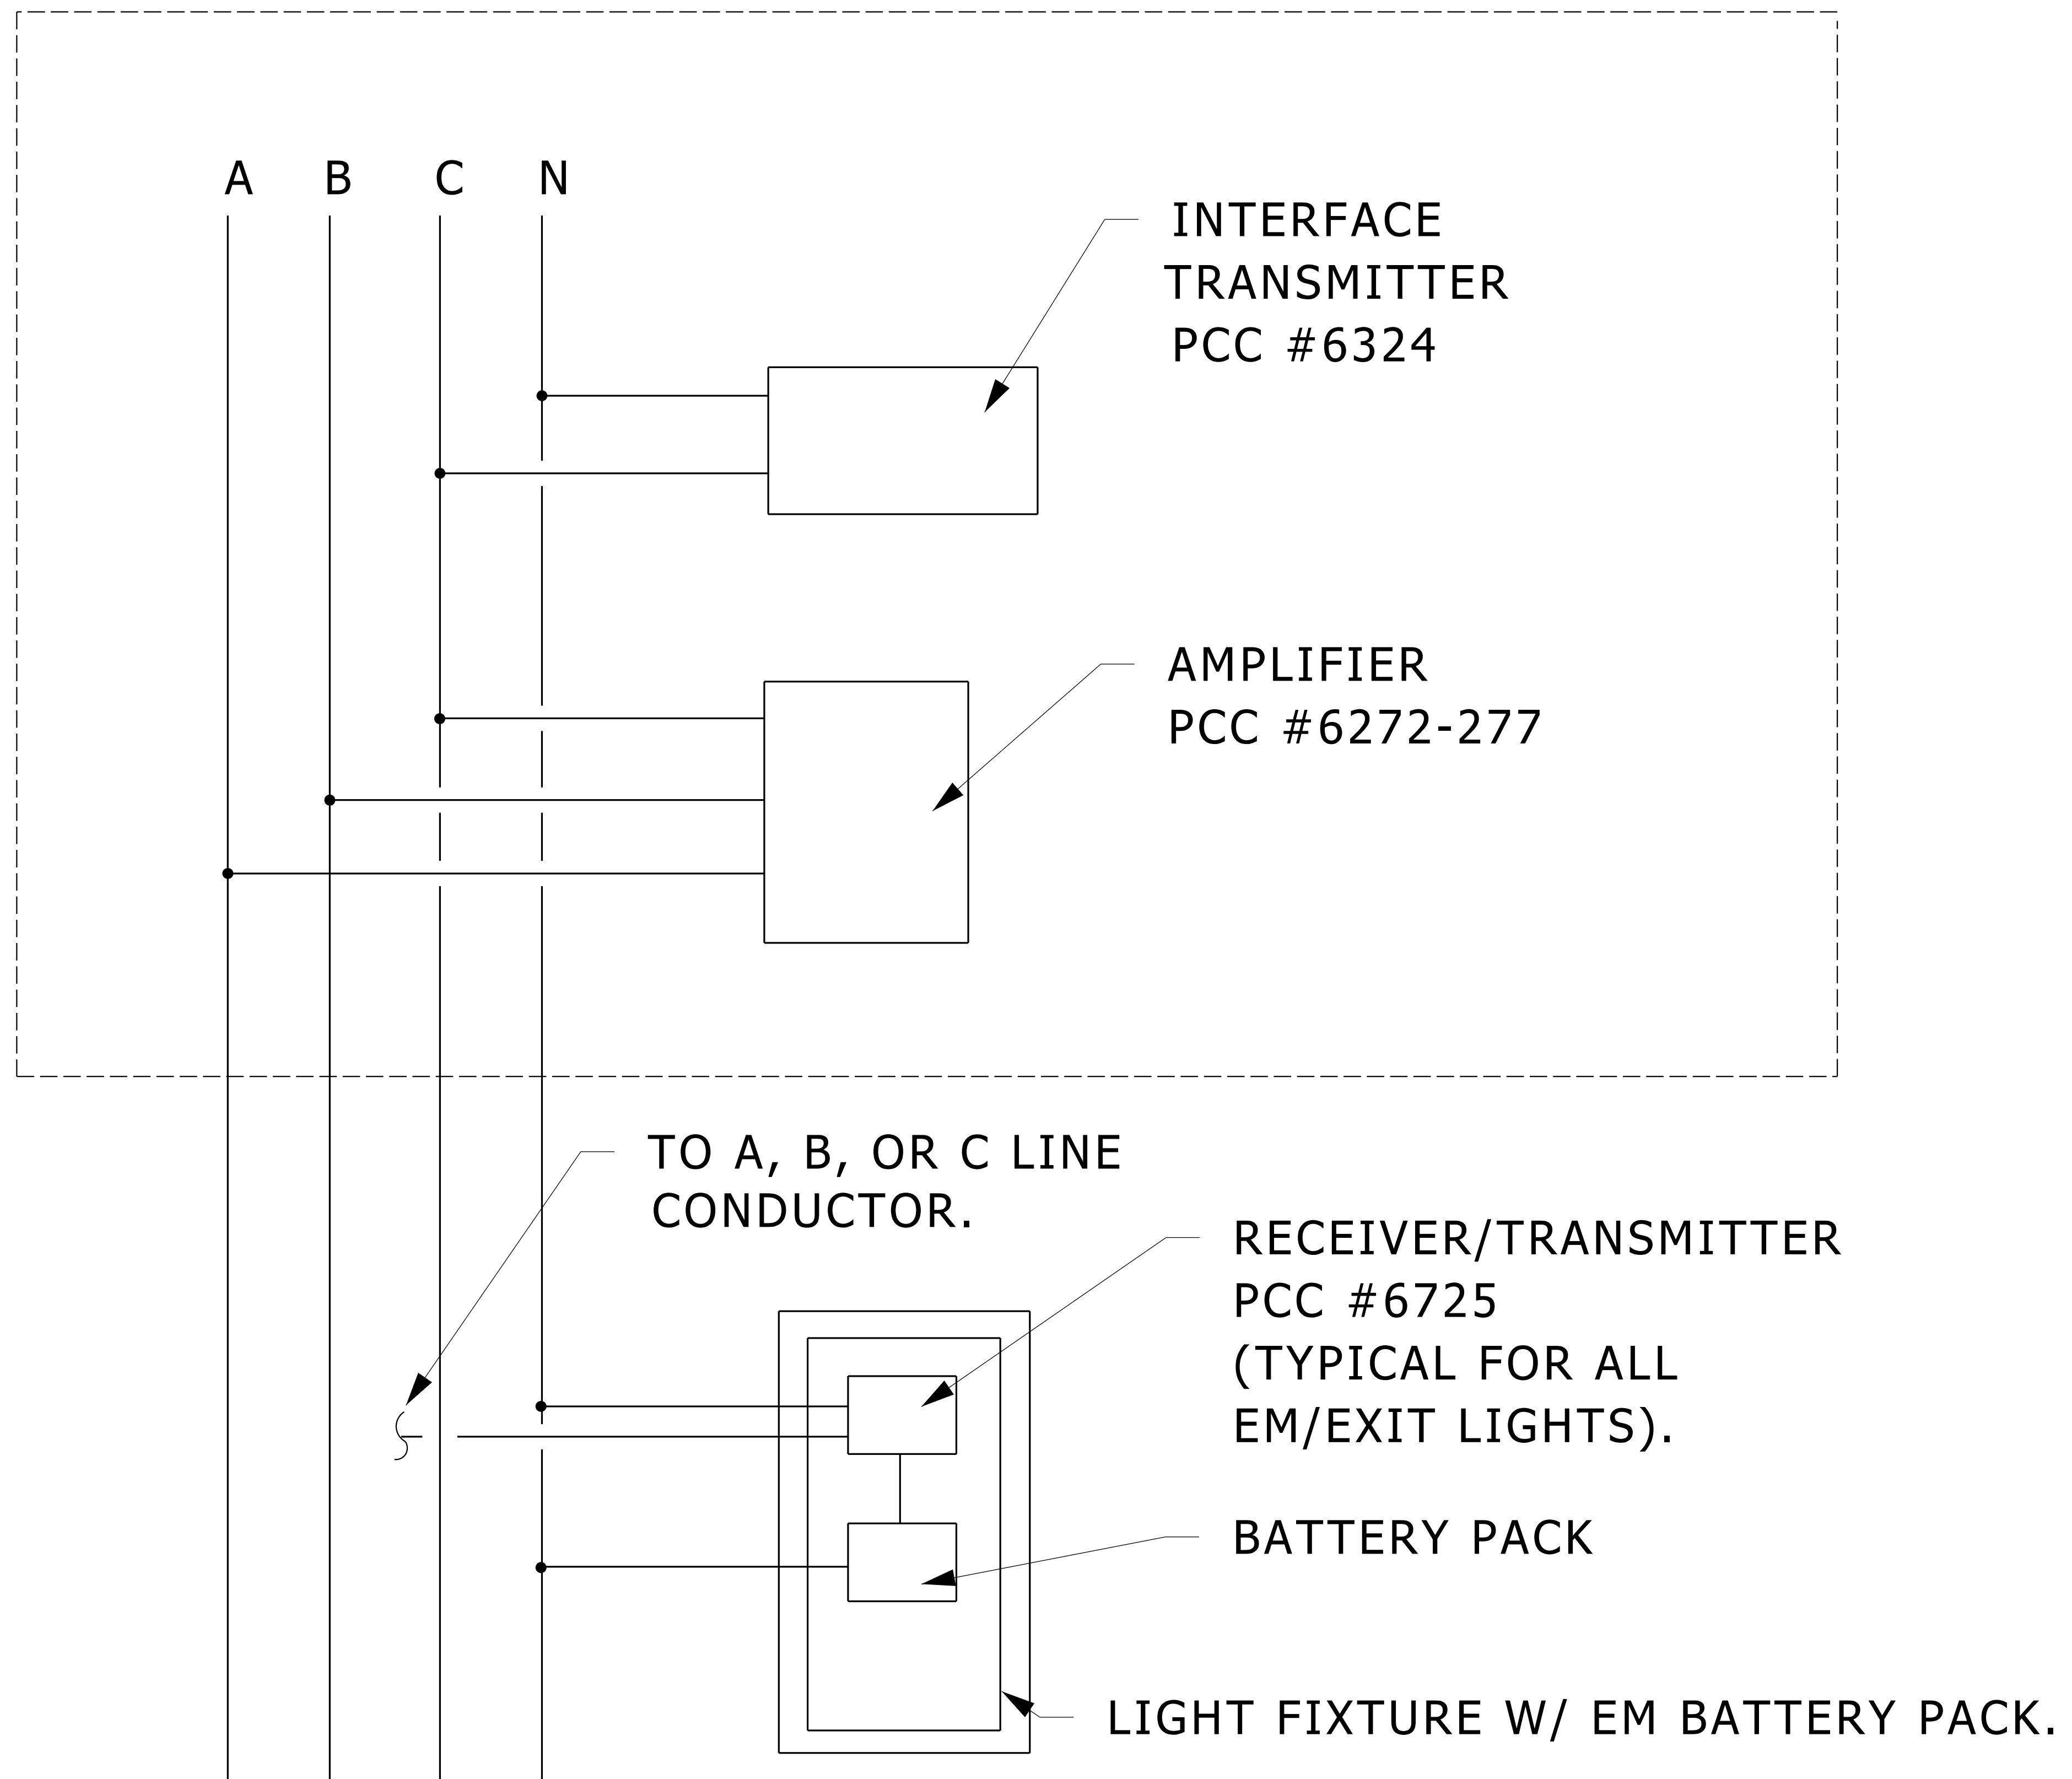 A B C N
INTERFACE
TRANSMITTER
PCC #6324
AMPLIFIER
PCC #6272-277
TO A, B, OR C LINE
CONDUCTOR.
RECEIVER/TRANSMITTER
PCC #6725
(TYPICAL FOR ALL
EM/EXIT LIGHTS).
BATTERY PACK
LIGHT FIXTURE W/ EM BATTERY PACK.